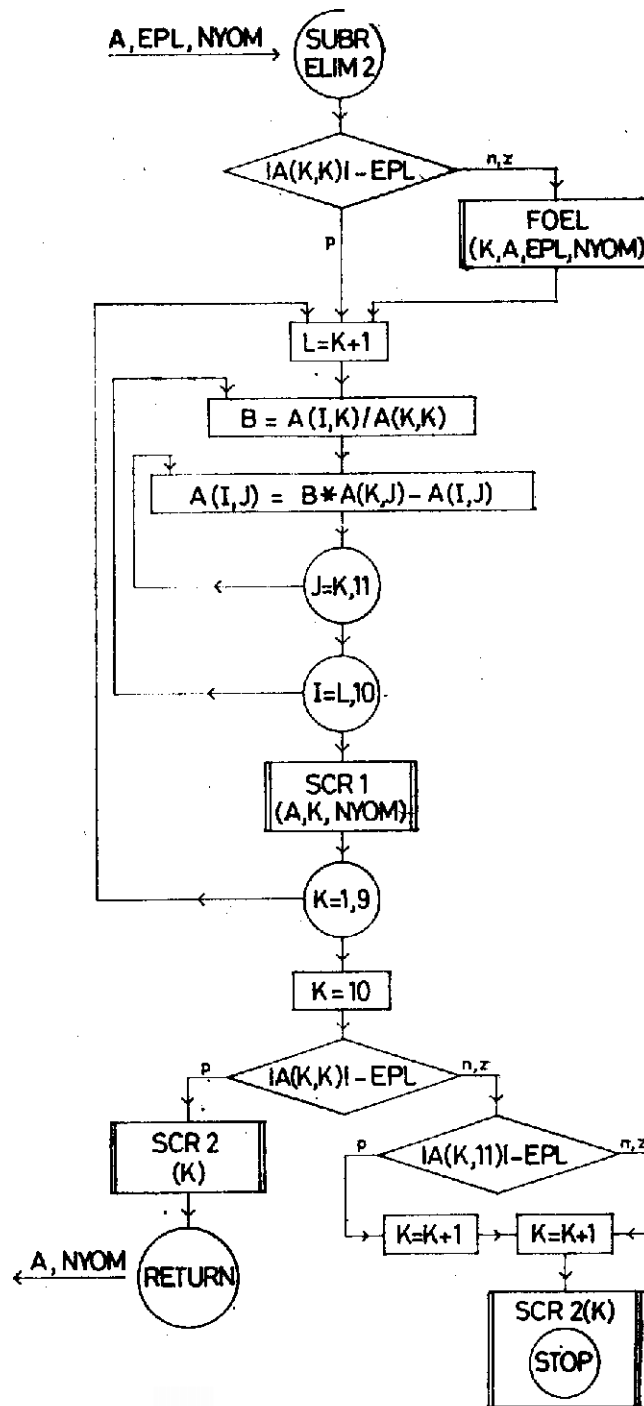 A, EPL, NYOM
SUBR
ELIM 2
|A(K,K)| - EPL
n,z
p
FOEL
(K,A,EPL,NYOM)
L=K+1
B = A(I,K)/A(K,K)
A(I,J) = B*A(K,J)-A(I,J)
J=K,11
I=L,10
SCR 1
(A,K,NYOM)
K=1,9
K=10
|A(K,K)| - EPL
p
n,z
SCR 2
(K)
|A(K,11)|-EPL
p
n,z
K=K+1
K=K+1
A, NYOM
RETURN
SCR 2(K)
STOP